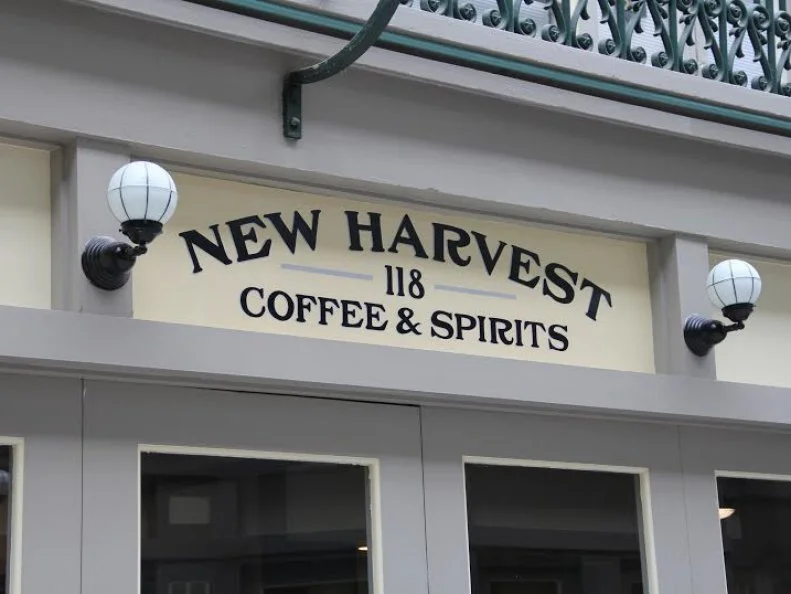 NEW HARVEST
118
COFFEE & SPIRITS